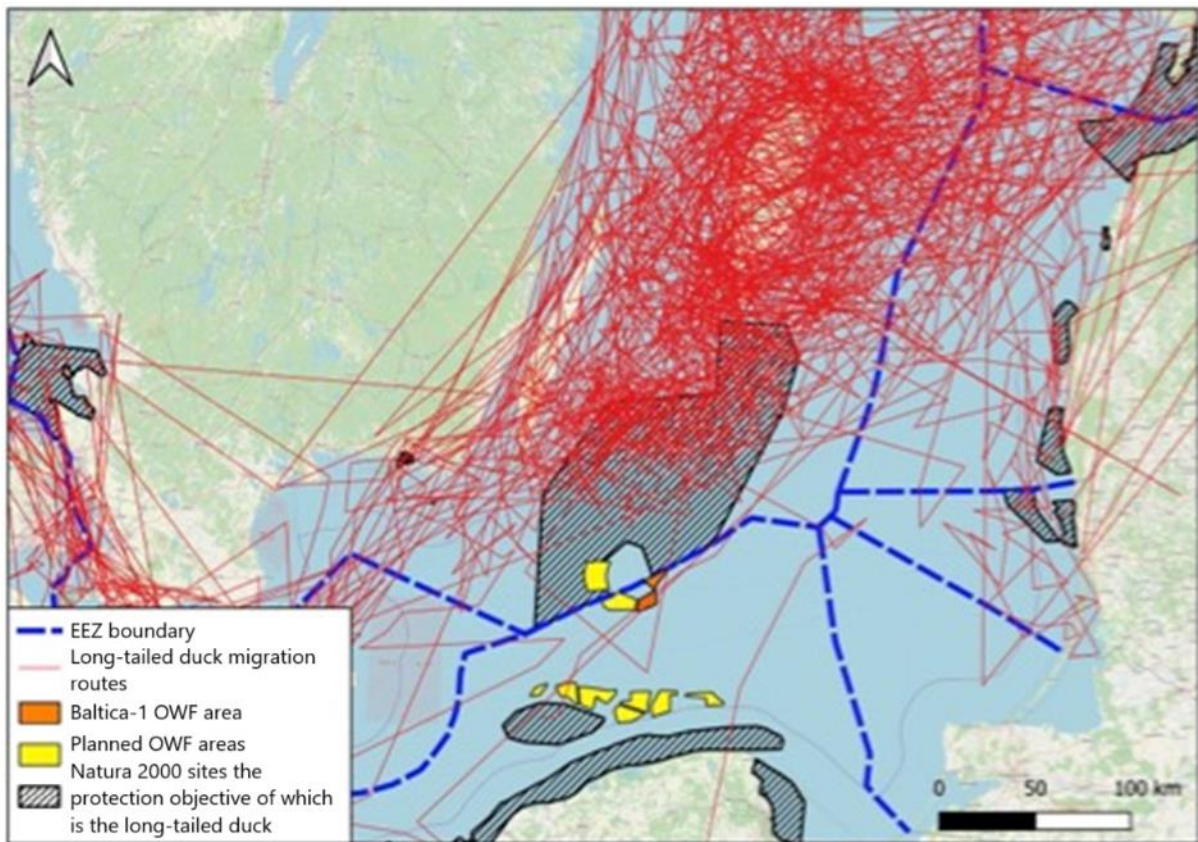 EEZ boundary
Long-tailed duck migration
routes
Baltica-1 OWF area
Planned OWF areas
Natura 2000 sites the
protection objective of which
is the long-tailed duck
0 50 100 km